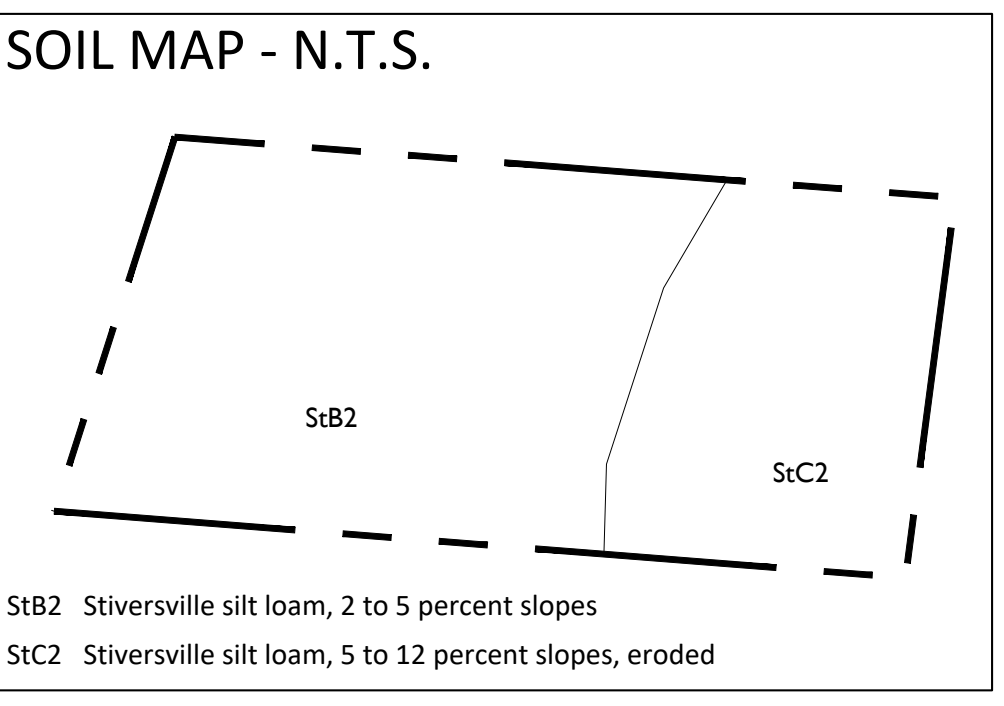 SOIL MAP - N.T.S.
StB2
StC2
StB2 Stiversville silt loam, 2 to 5 percent slopes
StC2 Stiversville silt loam, 5 to 12 percent slopes, eroded